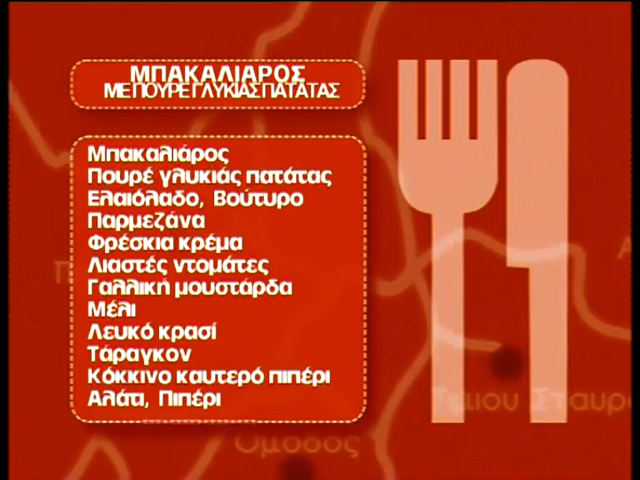 ΜΠΑΚΑΛΙΑΡΟΣ
ΜΕ ΠΟΥΡΕ ΓΛΥΚΙΑΣ ΠΑΤΑΤΑΣ
Μπακαλιάρος
Πουρέ γλυκιάς πατάτας
Ελαιόλαδο, Βούτυρο
Παρμεζάνα
Φρέσκια κρέμα
Λιαστές ντομάτες
Γαλλική μουστάρδα
Μέλι
Λευκό κρασί
Τάραγκον
Κόκκινο καυτερό πιπέρι
Αλάτι, Πιπέρι
Ομοδος